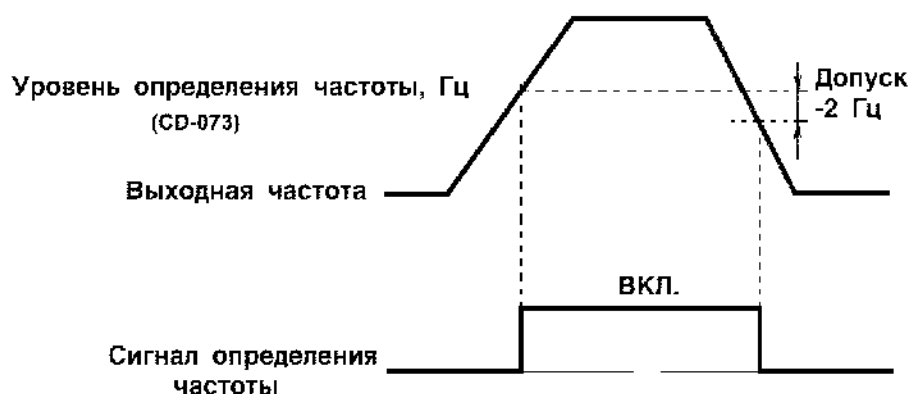 Уровень определения частоты, Гц
(CD-073)
Допуск
-2 Гц
Выходная частота
ВКЛ.
Сигнал определения
частоты